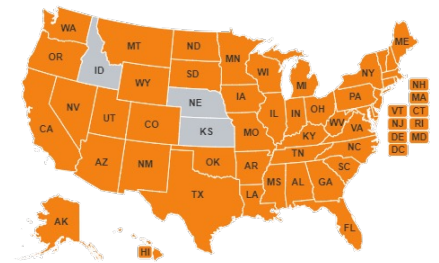 WA
MT
ND
MN
ME
OR
ID
SD
WI
NY
WY
MI
NH
NE
IA
PA
MA
NV
IL
IN
OH
VT
CT
UT
CO
KS
MO
WV
VA
NJ
RI
CA
KY
DE
MD
NC
DC
TN
AZ
NM
OK
AR
SC
MS
AL
GA
TX
LA
AK
FL
HI